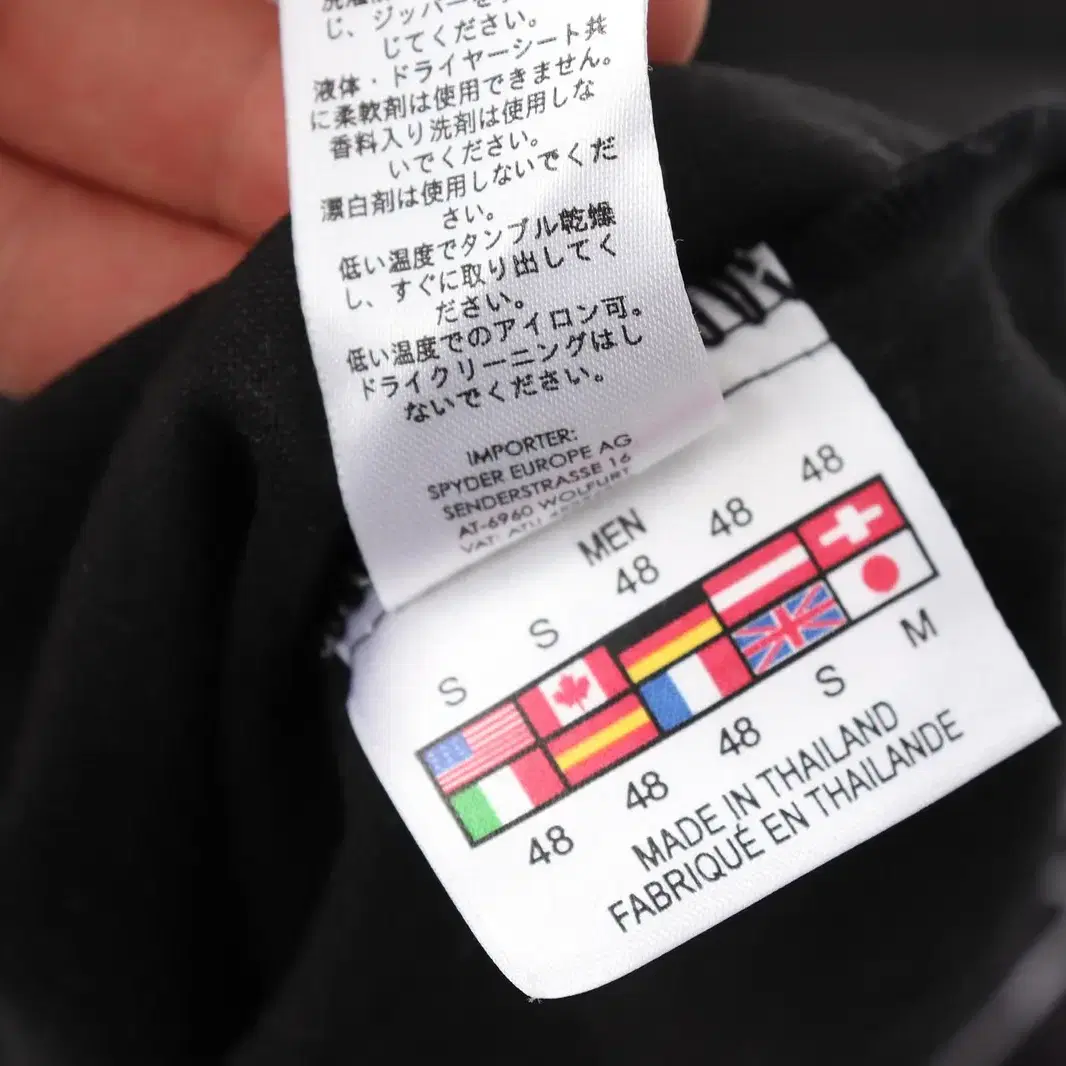 じ、ジッパーを
じてください。
液体・ドライヤーシート共
に柔軟剤は使用できません。
香料入り洗剤は使用しな
いでください。
漂白剤は使用しないでくだ
さい。
低い温度でタンブル乾燥
し、すぐに取り出してく
ださい。
低い温度でのアイロン可。
ドライクリーニングはし
ないでください。
IMPORTER:
SPYDER EUROPE AG
SENDERSTRASSE 16
AT-6960 WOLFURT
VAT: ATU
MEN
S S 48 48 48
48 48 48 S M
MADE IN THAILAND
FABRIQUÉ EN THAILANDE